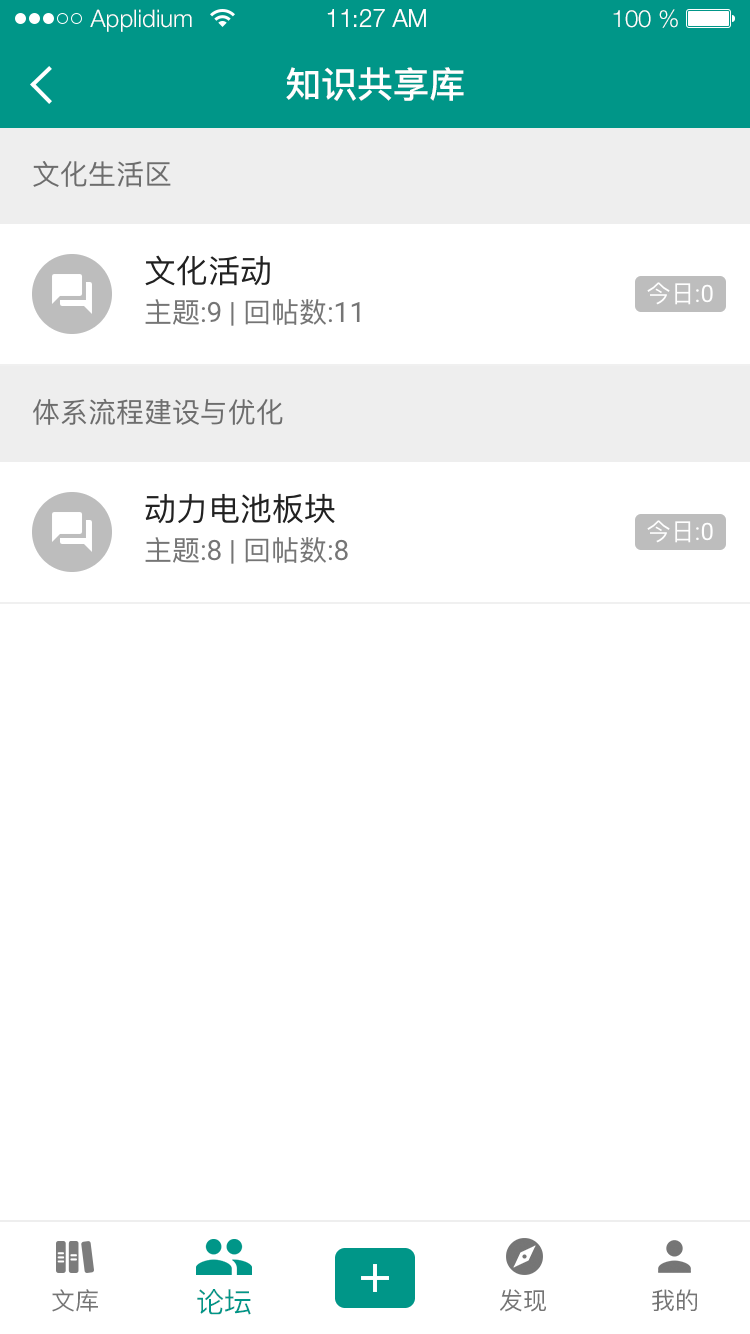 Applidium 11:27 AM 100 %
知识共享库
文化生活区
文化活动
主题:9 | 回帖数:11
今日:0
体系流程建设与优化
动力电池板块
主题:8 | 回帖数:8
今日:0
文库 论坛 发现 我的